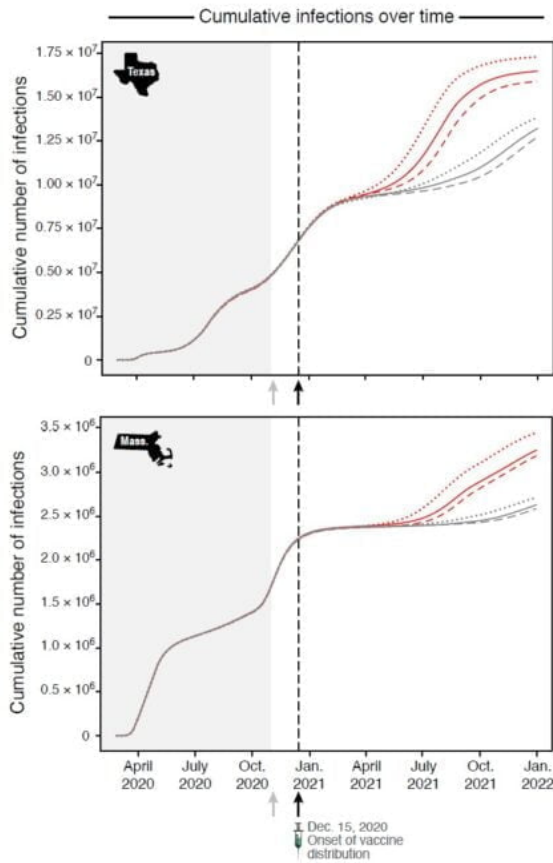 Cumulative infections over time
Texas
Cumulative number of infections
1.75 × 10⁷
1.50 × 10⁷
1.25 × 10⁷
1.00 × 10⁷
0.75 × 10⁷
0.50 × 10⁷
0.25 × 10⁷
0
Mass.
Cumulative number of infections
3.5 × 10⁶
3.0 × 10⁶
2.5 × 10⁶
2.0 × 10⁶
1.5 × 10⁶
1.0 × 10⁶
0.5 × 10⁶
0
April July Oct. Jan. April July Oct. Jan.
2020 2020 2020 2021 2021 2021 2021 2022
Dec. 15, 2020
Onset of vaccine
distribution